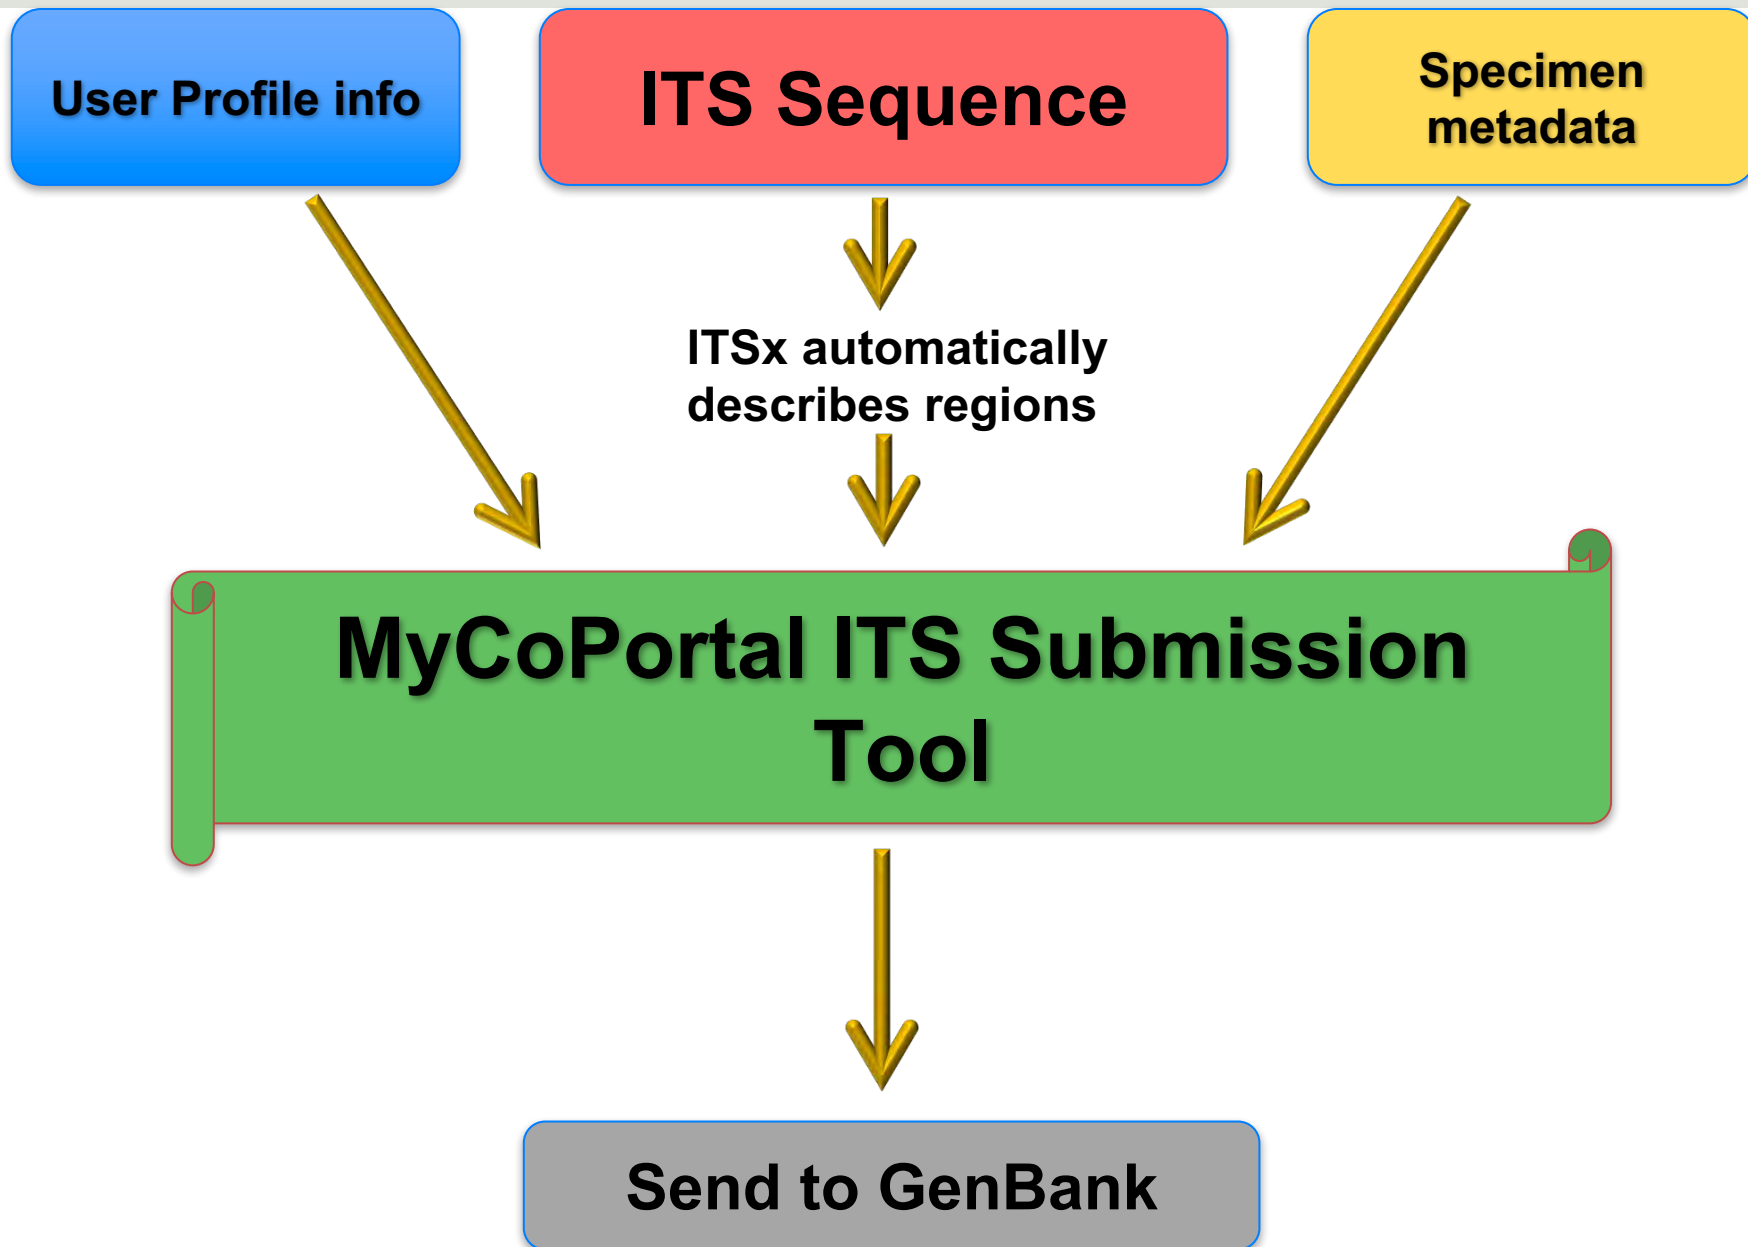 User Profile info
ITS Sequence
Specimen
metadata
ITSx automatically
describes regions
MyCoPortal ITS Submission
Tool
Send to GenBank